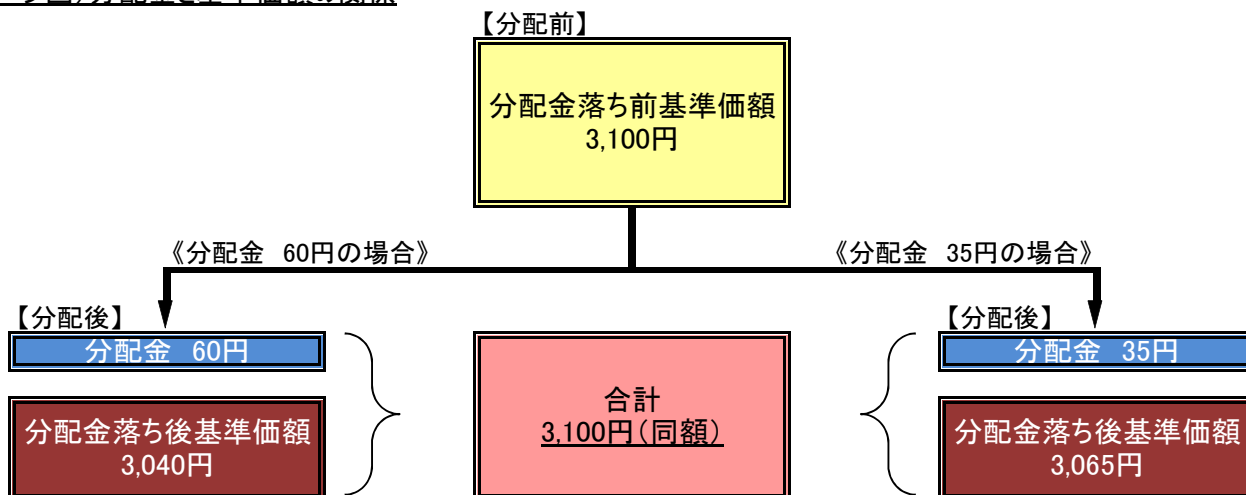 【分配前】
分配金落ち前基準価額
3,100円
《分配金 60円の場合》
《分配金 35円の場合》
【分配後】
分配金 60円
分配金落ち後基準価額
3,040円
合計
3,100円(同額)
【分配後】
分配金 35円
分配金落ち後基準価額
3,065円